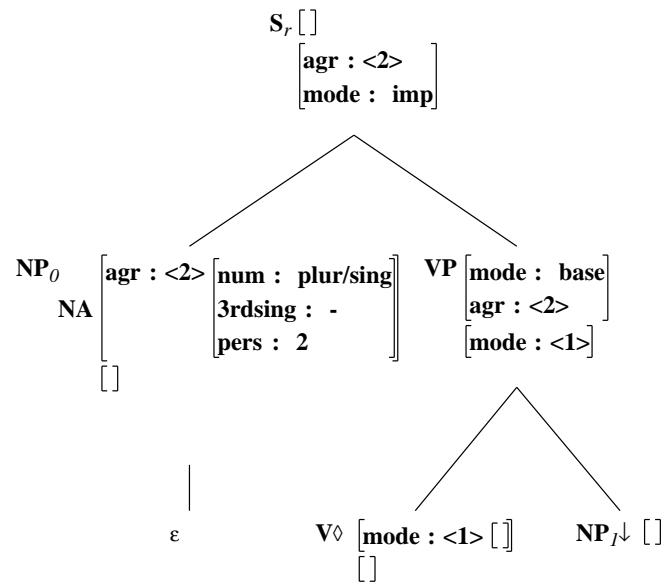 S_r []
[agr : <2>
mode : imp]
NP_0 [agr : <2> [num : plur/sing VP [mode : base
NA 3rdsing : - agr : <2>]
pers : 2]] [mode : <1>]
[]
ε V◊ [mode : <1> []] NP_1↓ []
[]